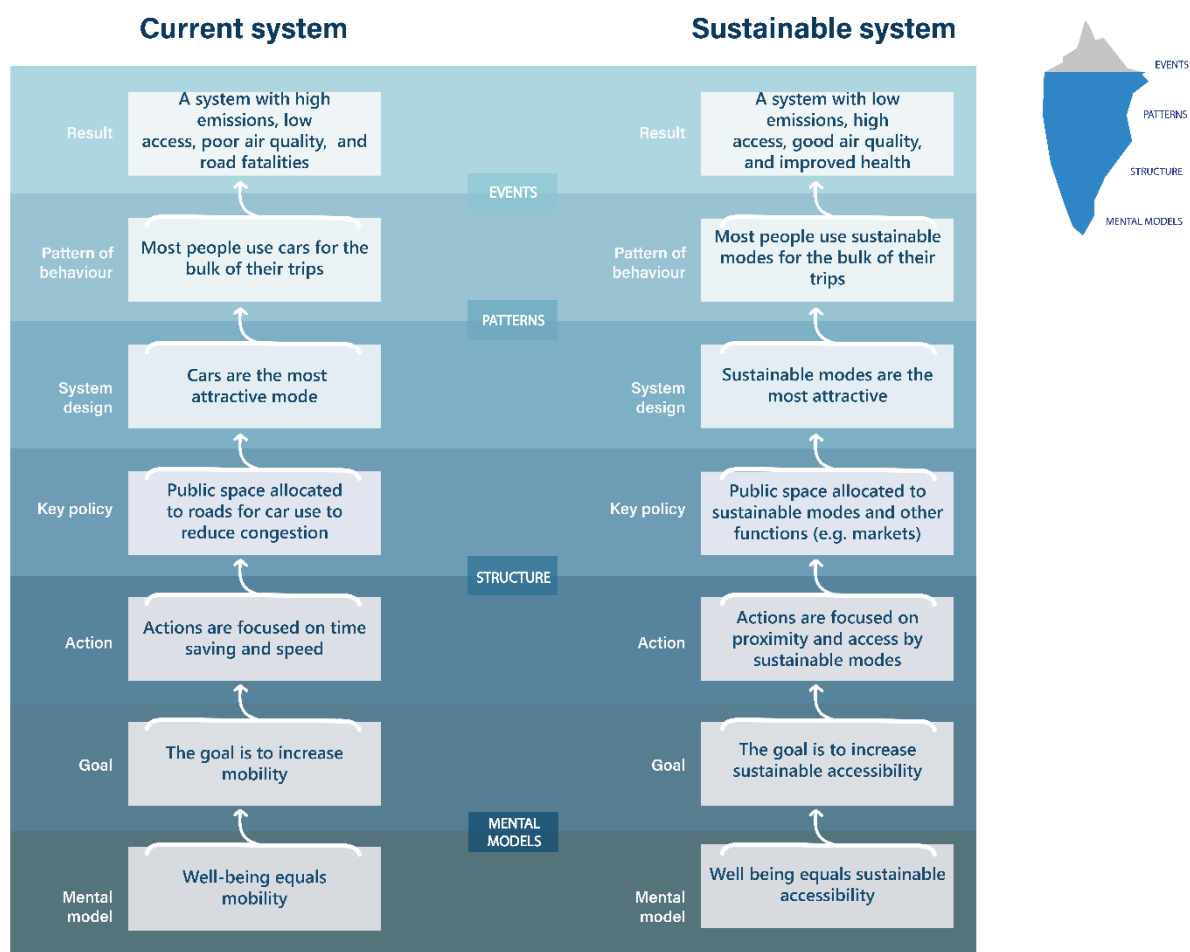 Current system
Sustainable system
EVENTS
PATTERNS
STRUCTURE
MENTAL MODELS
Result
A system with high
emissions, low
access, poor air quality, and
road fatalities
Result
A system with low
emissions, high
access, good air quality,
and improved health
EVENTS
Pattern of
behaviour
Most people use cars for the
bulk of their trips
Pattern of
behaviour
Most people use sustainable
modes for the bulk of their
trips
PATTERNS
System
design
Cars are the most
attractive mode
System
design
Sustainable modes are the
most attractive
Key policy
Public space allocated
to roads for car use to
reduce congestion
Key policy
Public space allocated to
sustainable modes and other
functions (e.g. markets)
STRUCTURE
Action
Actions are focused on time
saving and speed
Action
Actions are focused on
proximity and access by
sustainable modes
Goal
The goal is to increase
mobility
Goal
The goal is to increase
sustainable accessibility
MENTAL
MODELS
Mental
model
Well-being equals
mobility
Mental
model
Well being equals sustainable
accessibility